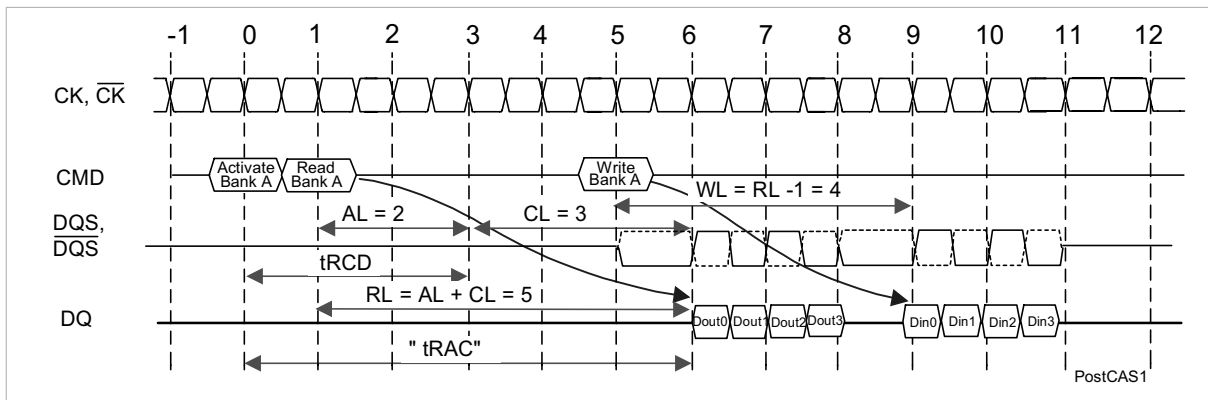 -1 0 1 2 3 4 5 6 7 8 9 10 11 12
CK, C̅K̅
CMD
Activate
Bank A
Read
Bank A
Write
Bank A
WL = RL -1 = 4
AL = 2
CL = 3
DQS,
D̅Q̅S̅
tRCD
RL = AL + CL = 5
DQ
Dout0 Dout1 Dout2 Dout3 Din0 Din1 Din2 Din3
" tRAC"
PostCAS1